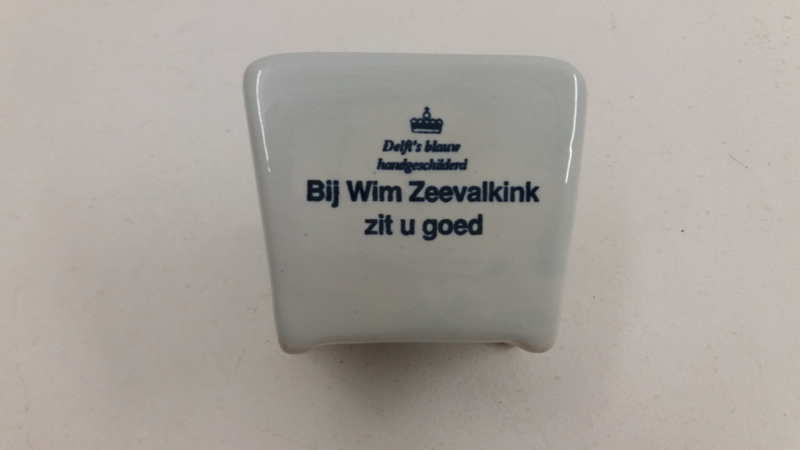 Delft's blauw
handgeschilderd
Bij Wim Zeevalkink
zit u goed